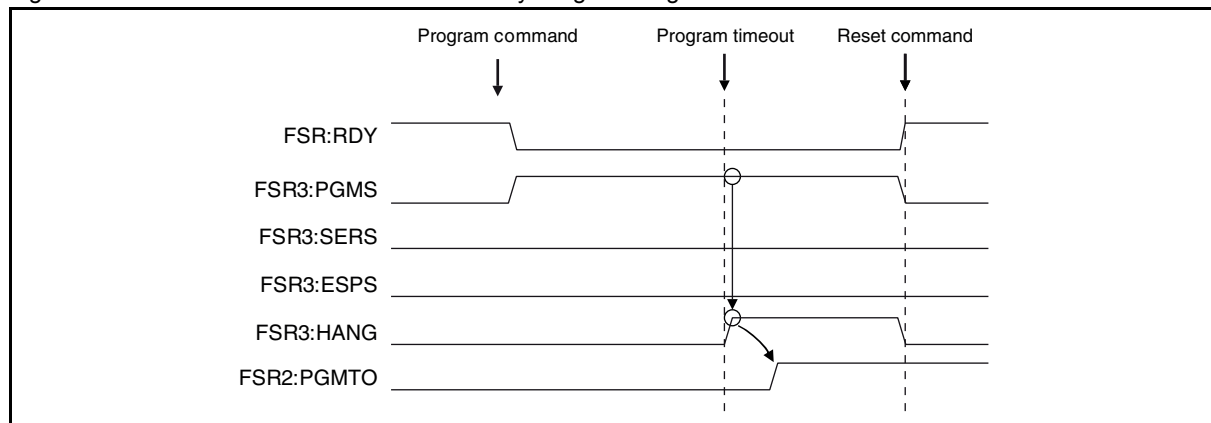 Program command Program timeout Reset command
FSR:RDY
FSR3:PGMS
FSR3:SERS
FSR3:ESPS
FSR3:HANG
FSR2:PGMTO